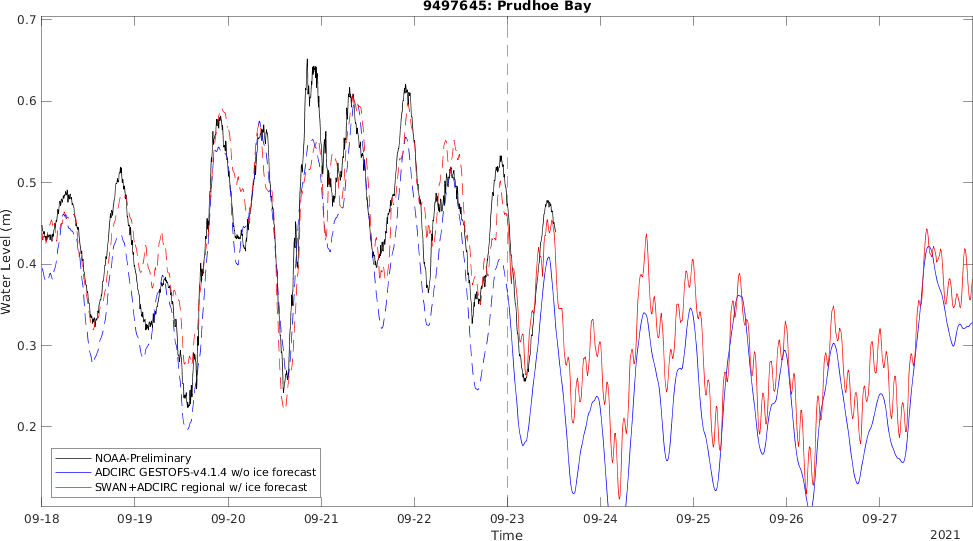 9497645: Prudhoe Bay
0.7
0.6
0.5
0.4
0.3
0.2
Water Level (m)
NOAA-Preliminary
ADCIRC GESTOFS-v4.1.4 w/o ice forecast
SWAN+ADCIRC regional w/ ice forecast
09-18 09-19 09-20 09-21 09-22 09-23 09-24 09-25 09-26 09-27
Time
2021